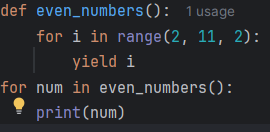 def even_numbers():  1 usage
    for i in range(2, 11, 2):
        yield i
for num in even_numbers():
    print(num)